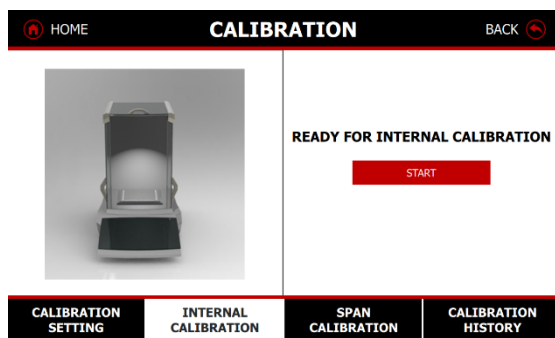 HOME
CALIBRATION
BACK
READY FOR INTERNAL CALIBRATION
START
CALIBRATION
SETTING
INTERNAL
CALIBRATION
SPAN
CALIBRATION
CALIBRATION
HISTORY